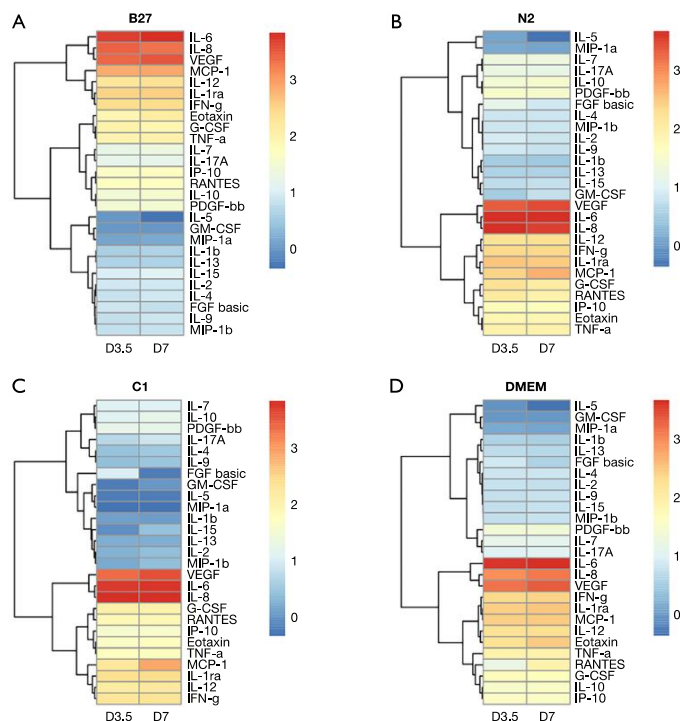 A
B27
IL-6
IL-8
VEGF
MCP-1
IL-12
IL-1ra
IFN-g
Eotaxin
G-CSF
TNF-a
IL-7
IL-17A
IP-10
RANTES
IL-10
PDGF-bb
IL-5
GM-CSF
MIP-1a
IL-1b
IL-13
IL-15
IL-2
IL-4
FGF basic
IL-9
MIP-1b
D3.5 D7
3
2
1
0
B
N2
IL-5
MIP-1a
IL-7
IL-17A
IL-10
PDGF-bb
FGF basic
IL-4
MIP-1b
IL-2
IL-9
IL-1b
IL-13
IL-15
GM-CSF
VEGF
IL-6
IL-8
IL-12
IFN-g
IL-1ra
MCP-1
G-CSF
RANTES
IP-10
Eotaxin
TNF-a
D3.5 D7
3
2
1
0
C
C1
IL-7
IL-10
PDGF-bb
IL-17A
IL-4
IL-9
FGF basic
GM-CSF
IL-5
MIP-1a
IL-1b
IL-15
IL-13
IL-2
MIP-1b
VEGF
IL-6
IL-8
G-CSF
RANTES
IP-10
Eotaxin
TNF-a
MCP-1
IL-1ra
IL-12
IFN-g
D3.5 D7
3
2
1
0
D
DMEM
IL-5
GM-CSF
MIP-1a
IL-1b
IL-13
FGF basic
IL-4
IL-2
IL-9
IL-15
MIP-1b
PDGF-bb
IL-7
IL-17A
IL-6
IL-8
VEGF
IFN-g
IL-1ra
MCP-1
IL-12
Eotaxin
TNF-a
RANTES
G-CSF
IL-10
IP-10
D3.5 D7
3
2
1
0